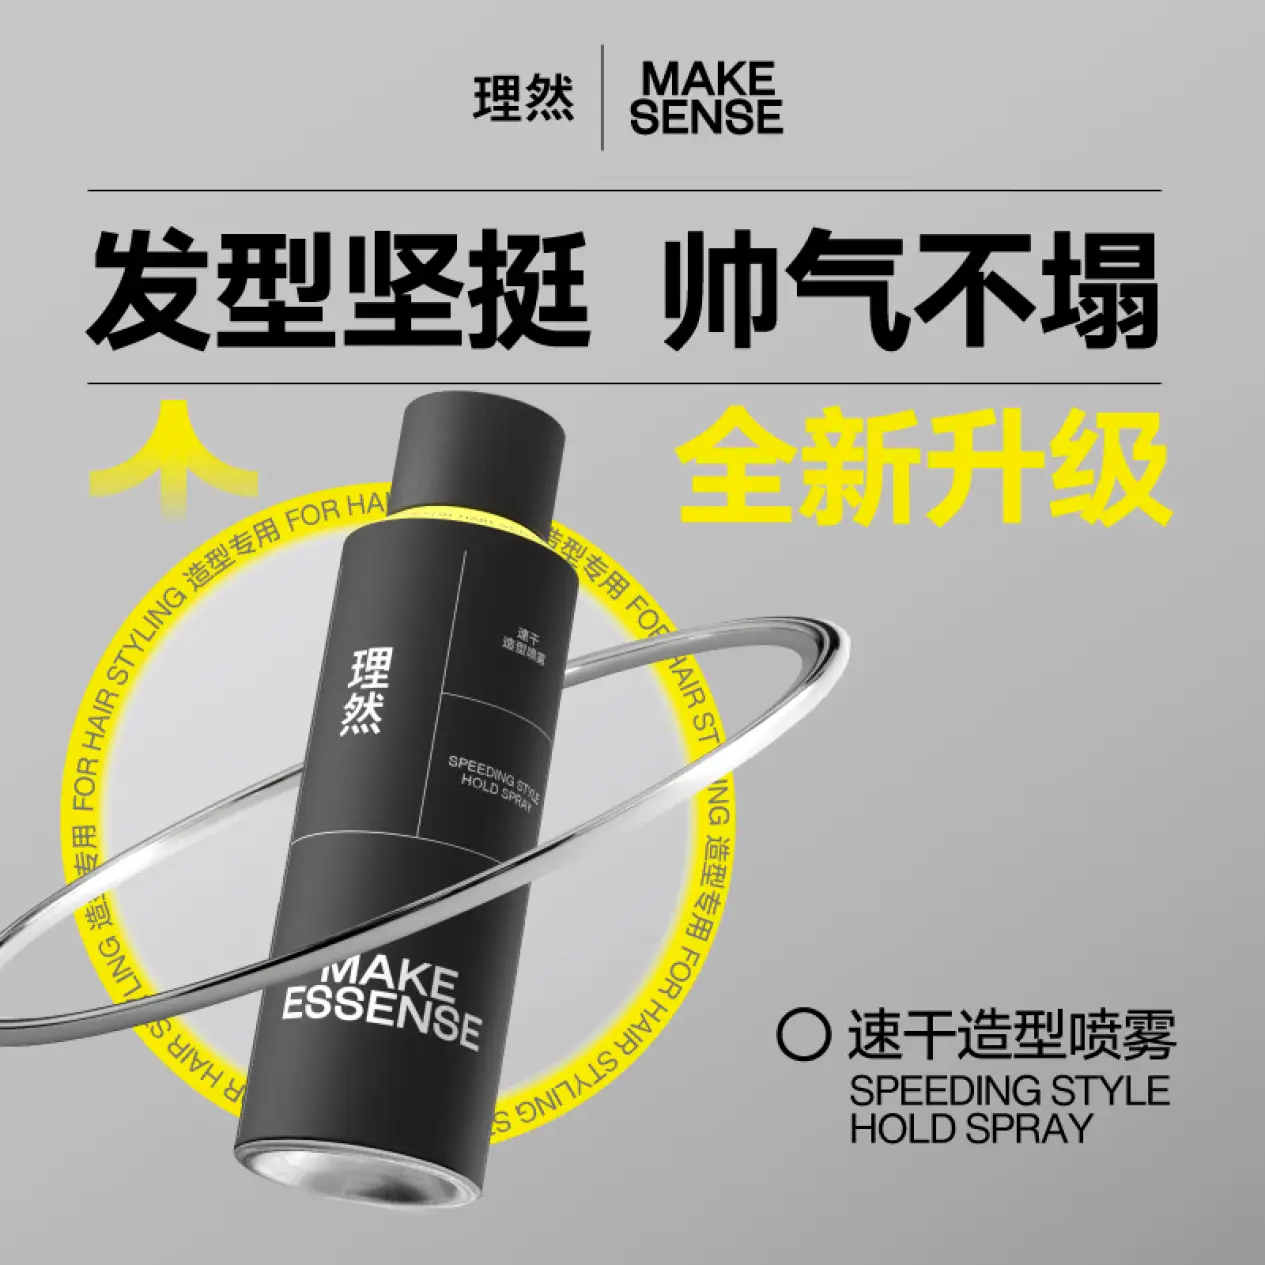 理然
MAKE
SENSE
发型坚挺 帅气不塌
全新升级
造型专用 FOR HAIR STYLING 造型专用 FOR HAIR STYLING 造型专用 FOR HAIR STYLING
理然
速干
造型喷雾
SPEEDING STYLE
HOLD SPRAY
MAKE
ESSENSE
速干造型喷雾
SPEEDING STYLE
HOLD SPRAY